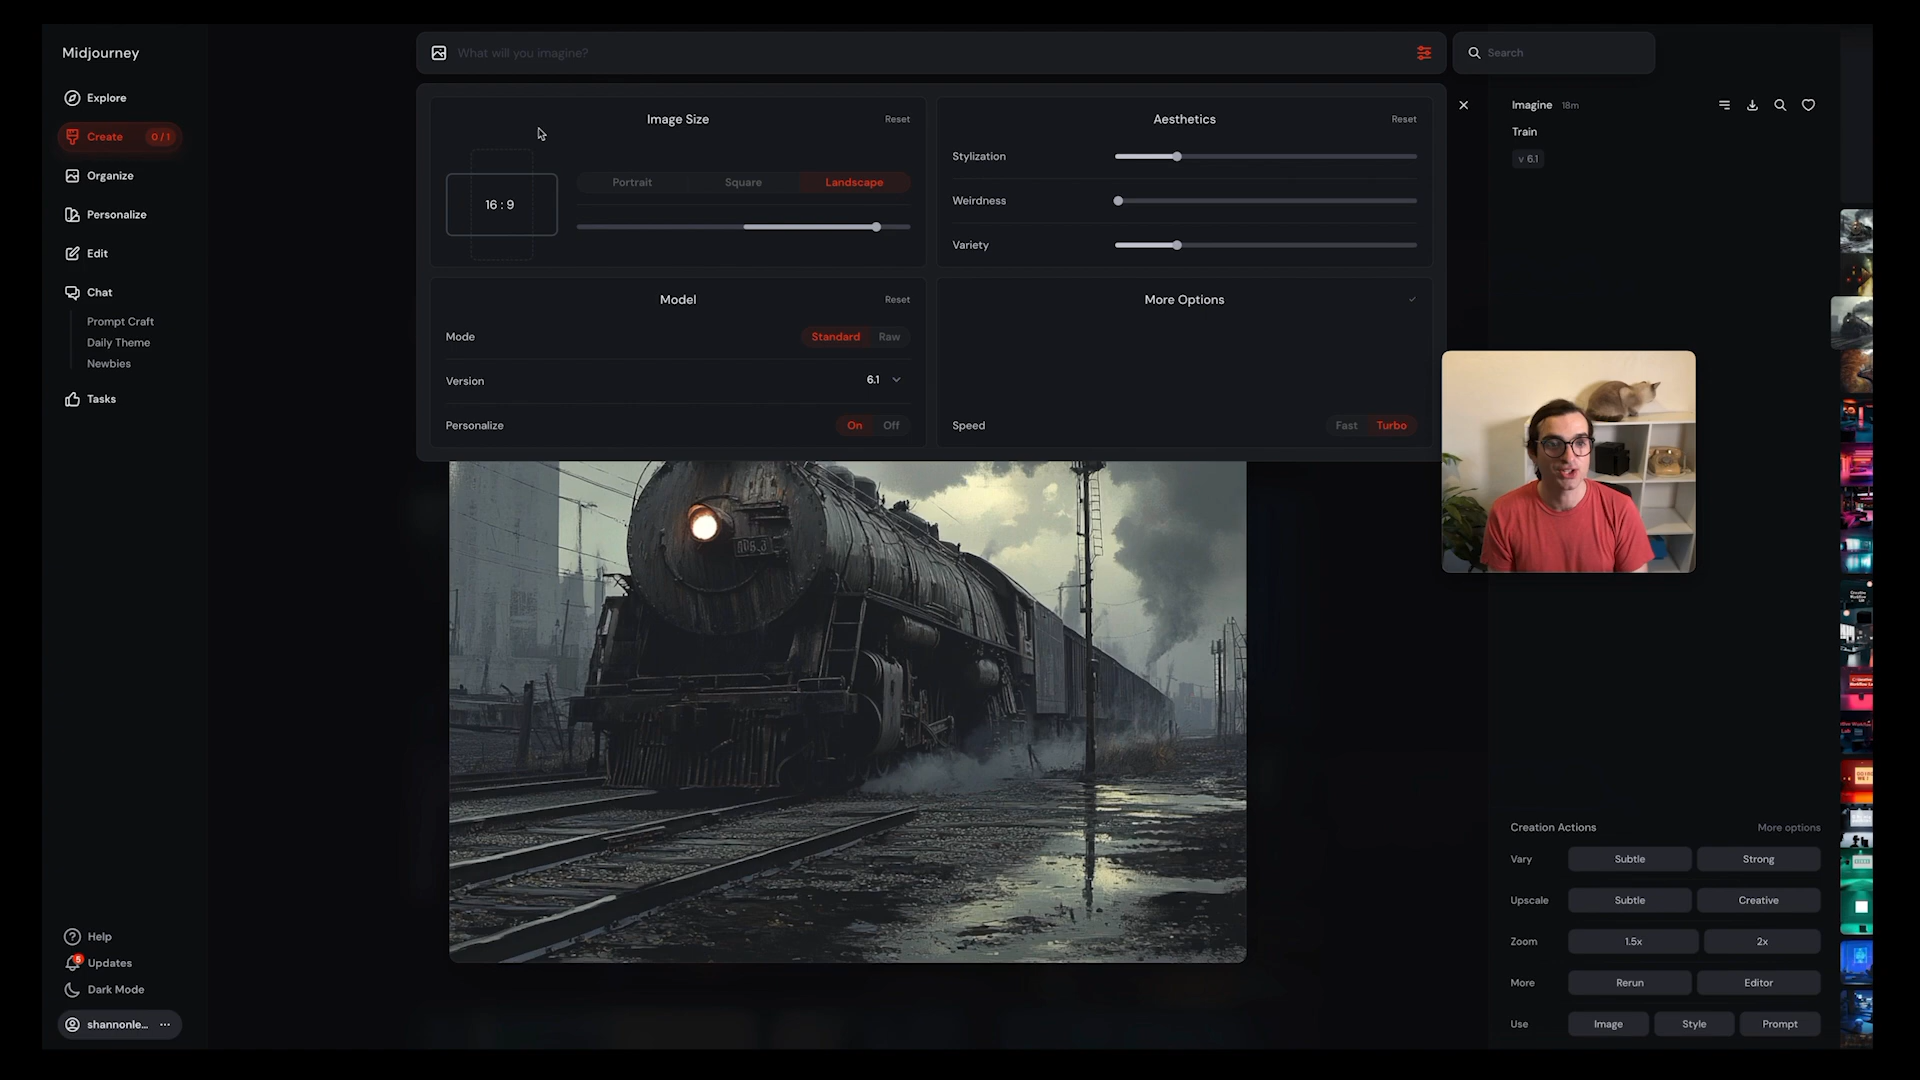 Midjourney
Explore
Create 0 / 1
Organize
Personalize
Edit
Chat
Prompt Craft
Daily Theme
Newbies
Tasks
Help
5
Updates
Dark Mode
shannonle... ···
What will you imagine?
Search
Image Size Reset
16 : 9
Portrait Square Landscape
Aesthetics Reset
Stylization
Weirdness
Variety
Model Reset
Mode Standard Raw
Version 6.1
Personalize On Off
More Options
Speed Fast Turbo
Imagine 18m
Train
v 6.1
Creation Actions More options
Vary Subtle Strong
Upscale Subtle Creative
Zoom 1.5x 2x
More Rerun Editor
Use Image Style Prompt